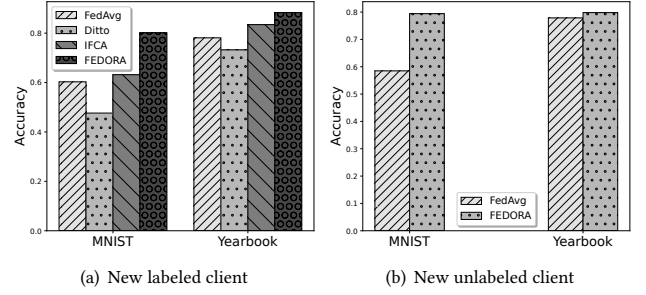 FedAvg
Ditto
IFCA
FEDORA
Accuracy
0.8
0.6
0.4
0.2
0.0
MNIST
Yearbook
(a) New labeled client
Accuracy
0.8
0.7
0.6
0.5
0.4
0.3
0.2
0.1
0.0
FedAvg
FEDORA
MNIST
Yearbook
(b) New unlabeled client